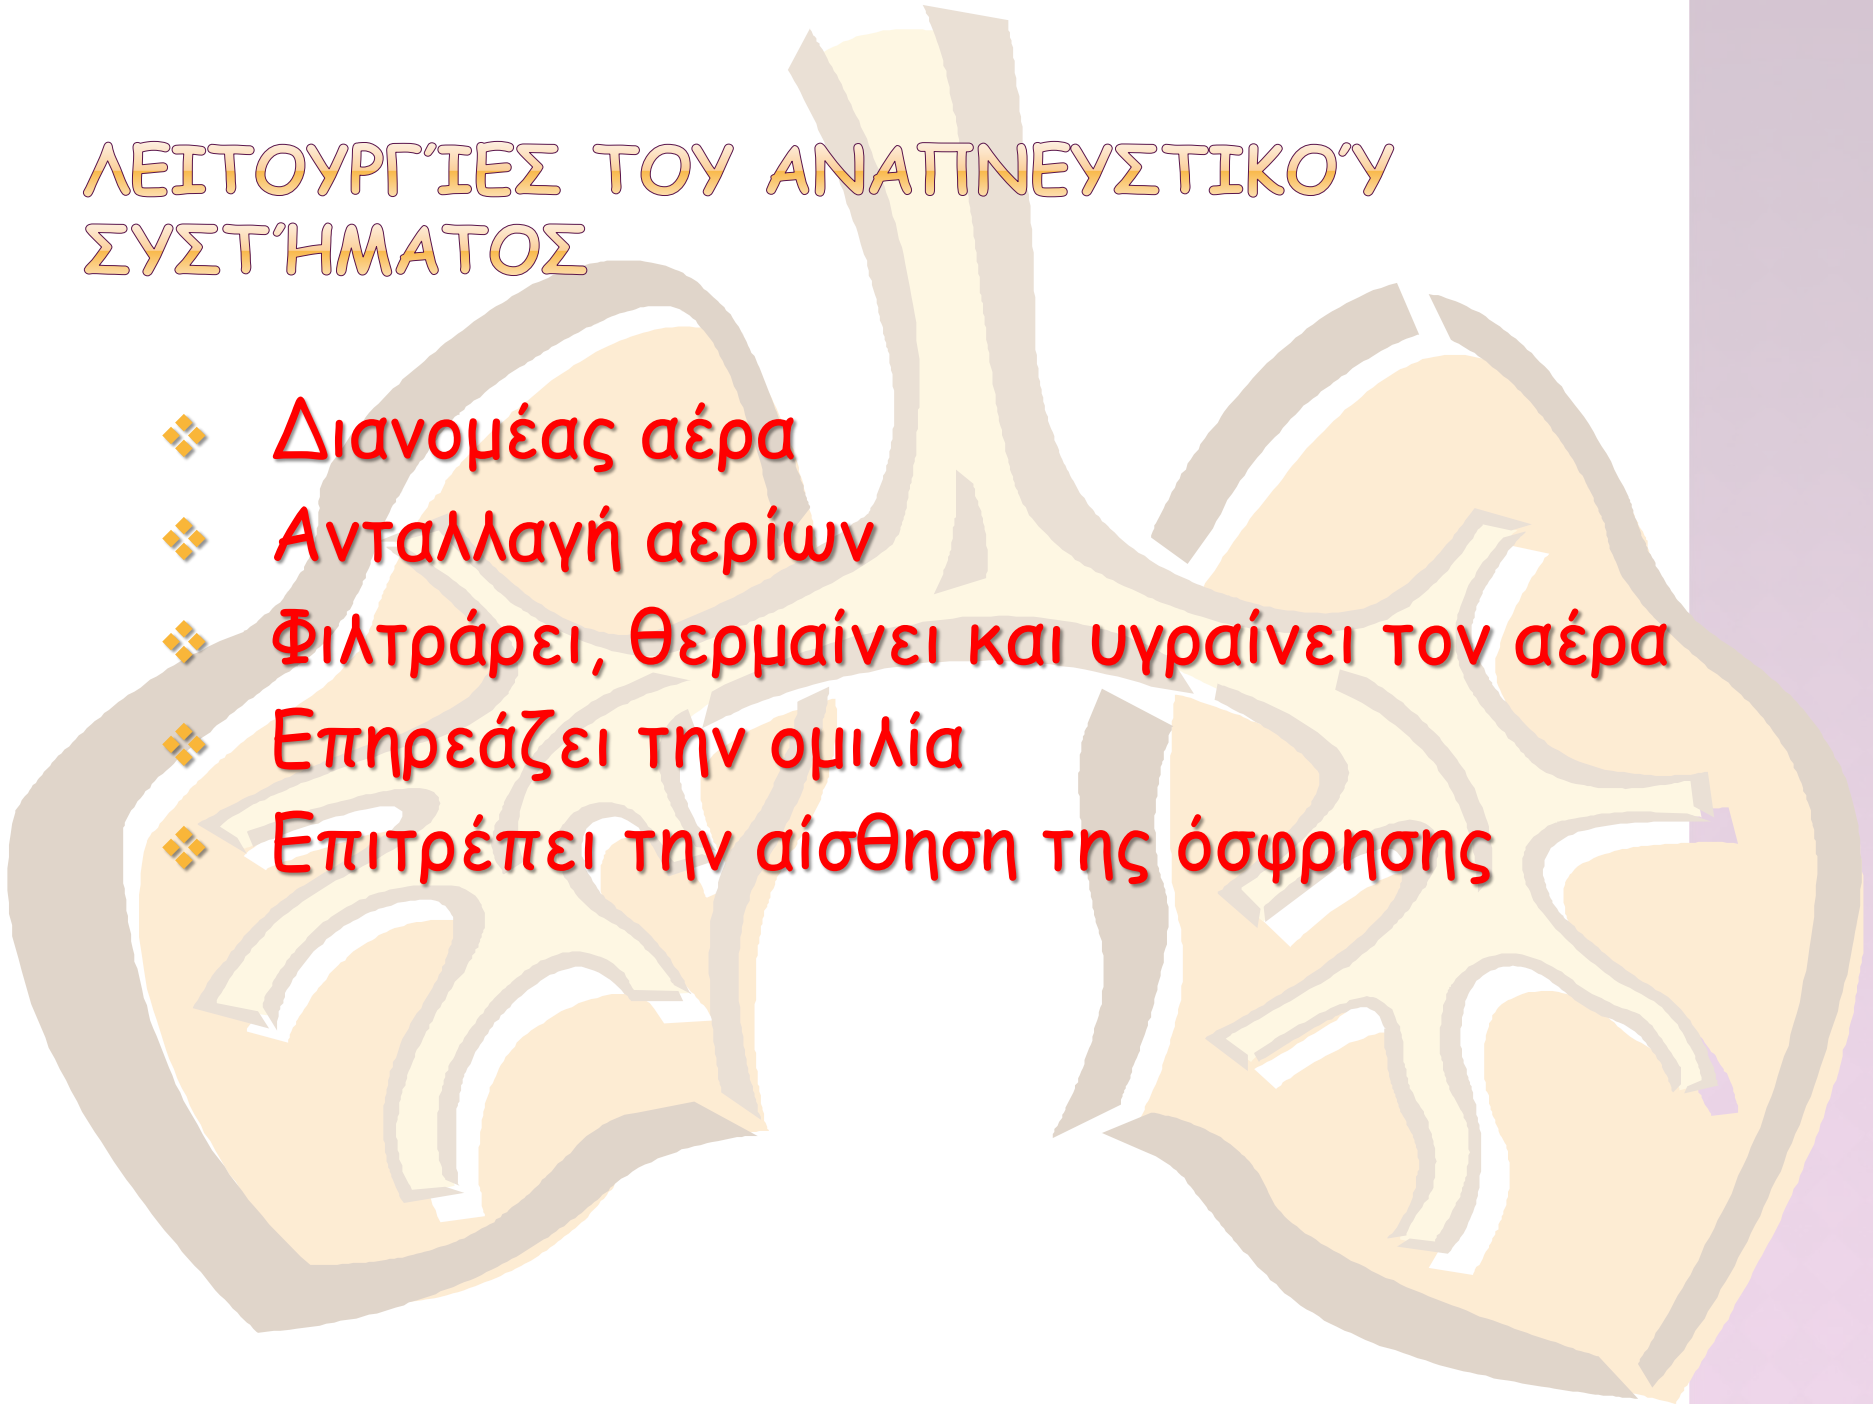 ΛΕΙΤΟΥΡΓΊΕΣ ΤΟΥ ΑΝΑΠΝΕΥΣΤΙΚΟΎ
ΣΥΣΤΉΜΑΤΟΣ
❖ Διανομέας αέρα
❖ Ανταλλαγή αερίων
❖ Φιλτράρει, θερμαίνει και υγραίνει τον αέρα
❖ Επηρεάζει την ομιλία
❖ Επιτρέπει την αίσθηση της όσφρησης